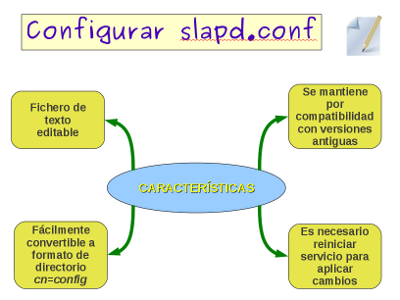 Configurar slapd.conf
Fichero de
texto
editable
Se mantiene
por
compatibilidad
con versiones
antiguas
CARACTERÍSTICAS
Fácilmente
convertible a
formato de
directorio
cn=config
Es necesario
reiniciar
servicio para
aplicar
cambios